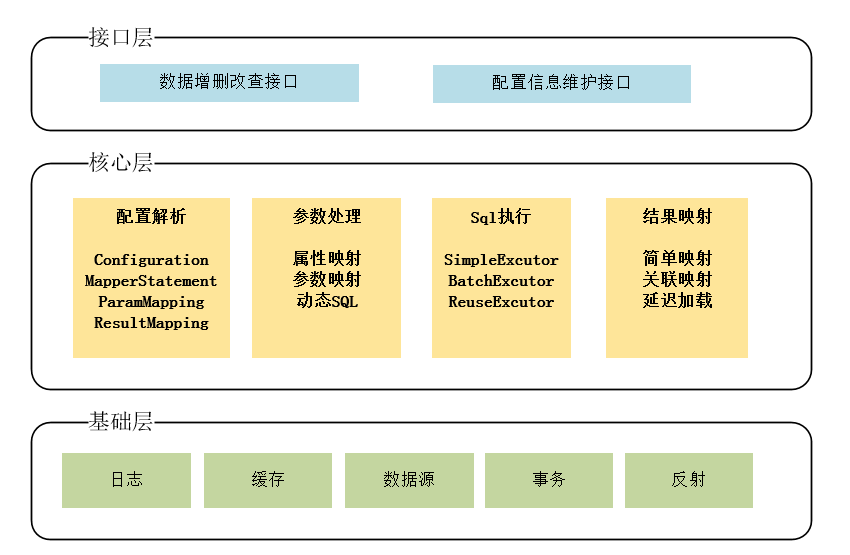 接口层
数据增删改查接口
配置信息维护接口
核心层
配置解析
Configuration
MapperStatement
ParamMapping
ResultMapping
参数处理
属性映射
参数映射
动态SQL
Sql执行
SimpleExcutor
BatchExcutor
ReuseExcutor
结果映射
简单映射
关联映射
延迟加载
基础层
日志
缓存
数据源
事务
反射